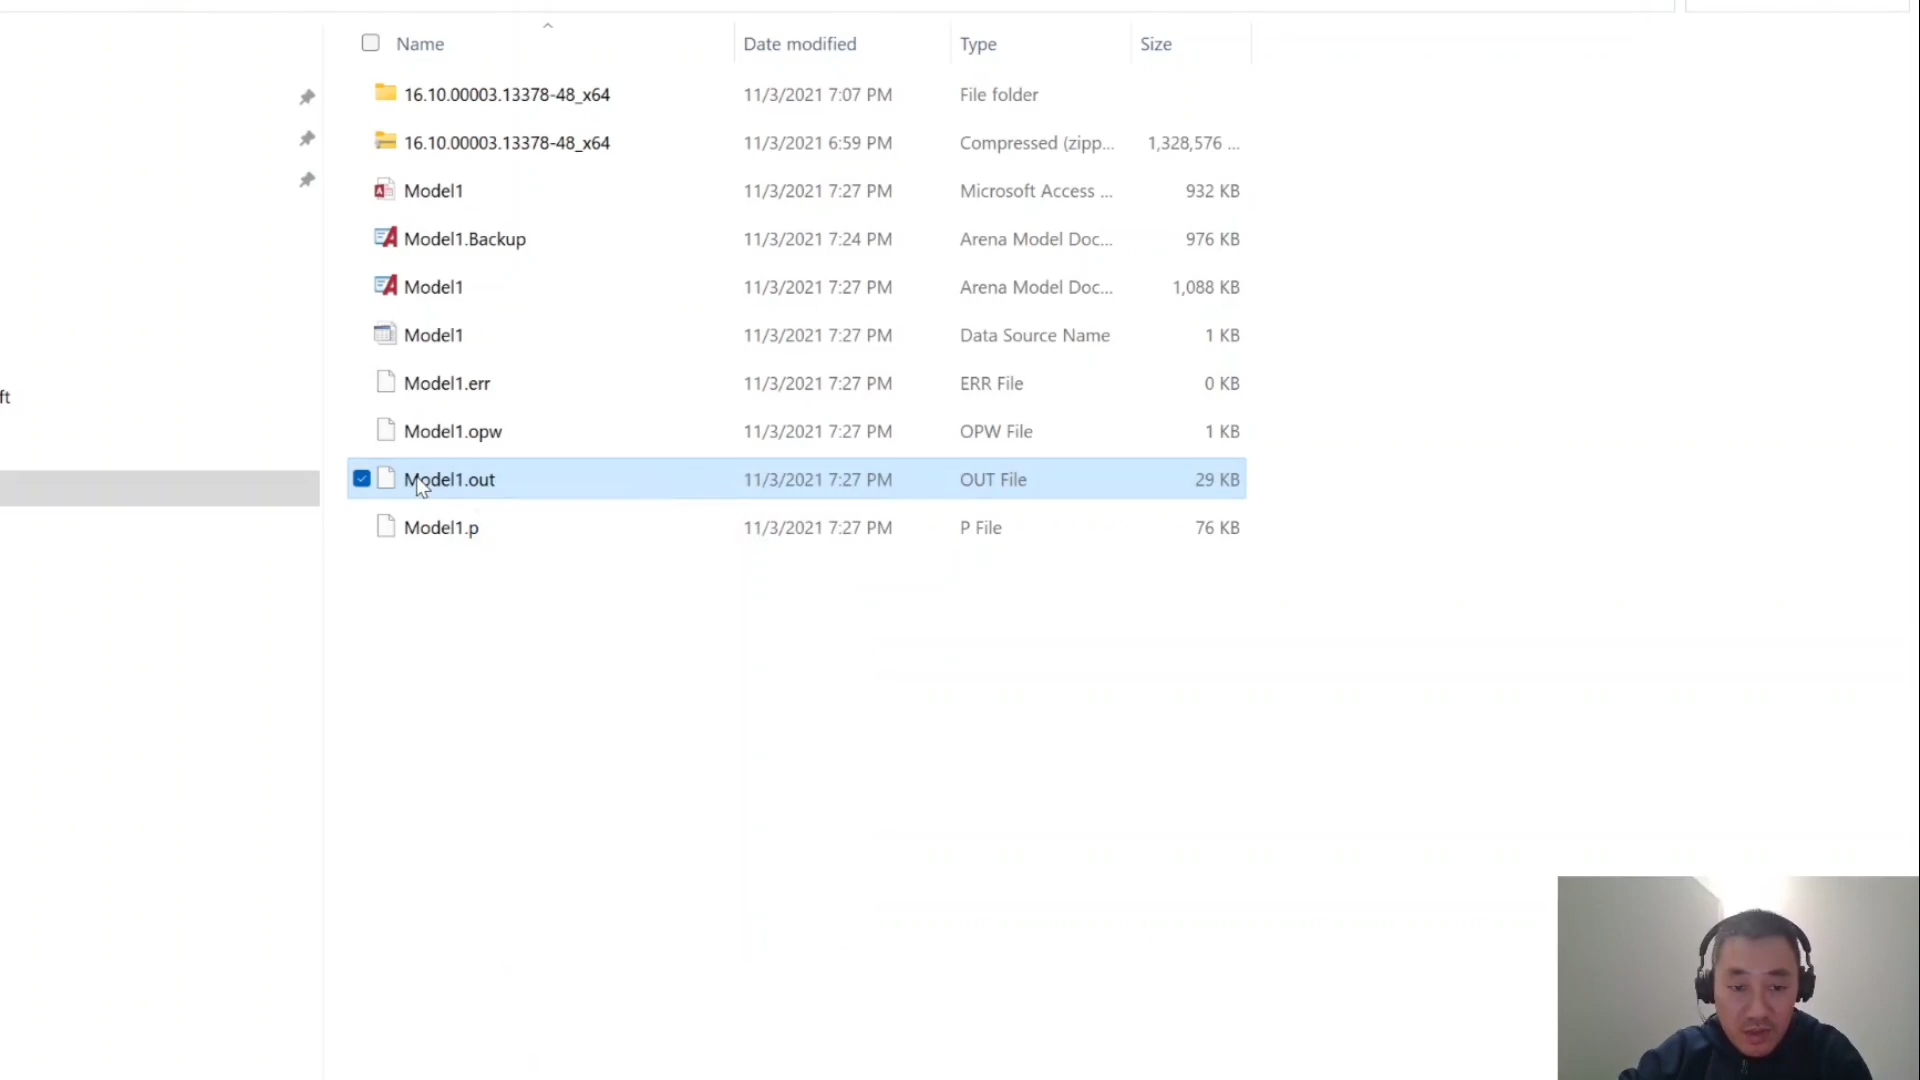 Name Date modified Type Size
16.10.00003.13378-48_x64 11/3/2021 7:07 PM File folder
16.10.00003.13378-48_x64 11/3/2021 6:59 PM Compressed (zipp... 1,328,576 ...
Model1 11/3/2021 7:27 PM Microsoft Access ... 932 KB
Model1.Backup 11/3/2021 7:24 PM Arena Model Doc... 976 KB
Model1 11/3/2021 7:27 PM Arena Model Doc... 1,088 KB
Model1 11/3/2021 7:27 PM Data Source Name 1 KB
Model1.err 11/3/2021 7:27 PM ERR File 0 KB
ft
Model1.opw 11/3/2021 7:27 PM OPW File 1 KB
Model1.out 11/3/2021 7:27 PM OUT File 29 KB
Model1.p 11/3/2021 7:27 PM P File 76 KB